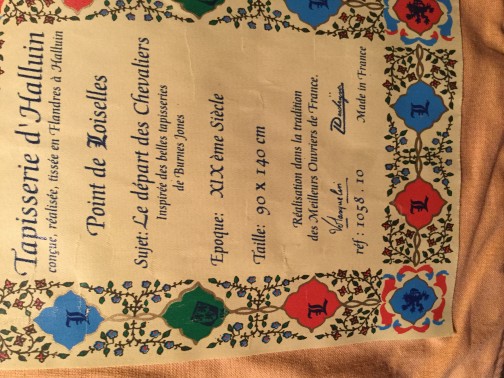 Tapisserie d'Halluin
conçue, réalisée, tissée en Flandres à Halluin
Point de Loiselles
Sujet: Le départ des Chevaliers
Inspirée des belles tapisseries
de Burnes Jones
Epoque: XIX ème Siècle
Taille: 90 x 140 cm
Réalisation dans la tradition
des Meilleurs Ouvriers de France.
réf: 1058.10
Made in France
L
L
L
L